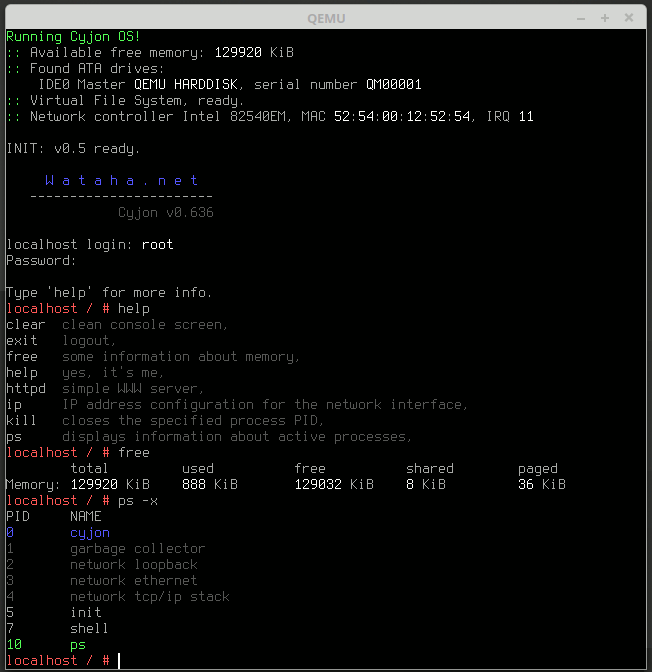 QEMU
Running Cyjon OS!
:: Available free memory: 129920 KiB
:: Found ATA drives:
    IDE0 Master QEMU HARDDISK, serial number QM00001
:: Virtual File System, ready.
:: Network controller Intel 82540EM, MAC 52:54:00:12:52:54, IRQ 11
INIT: v0.5 ready.
W a t a h a . n e t
-----------------------
Cyjon v0.636
localhost login: root
Password:
Type 'help' for more info.
localhost / # help
clear  clean console screen,
exit   logout,
free   some information about memory,
help   yes, it's me,
httpd  simple WWW server,
ip     IP address configuration for the network interface,
kill   closes the specified process PID,
ps     displays information about active processes,
localhost / # free
        total         used          free          shared        paged
Memory: 129920 KiB    888 KiB       129032 KiB    8 KiB         36 KiB
localhost / # ps -x
PID     NAME
0       cyjon
1       garbage collector
2       network loopback
3       network ethernet
4       network tcp/ip stack
5       init
7       shell
10      ps
localhost / #